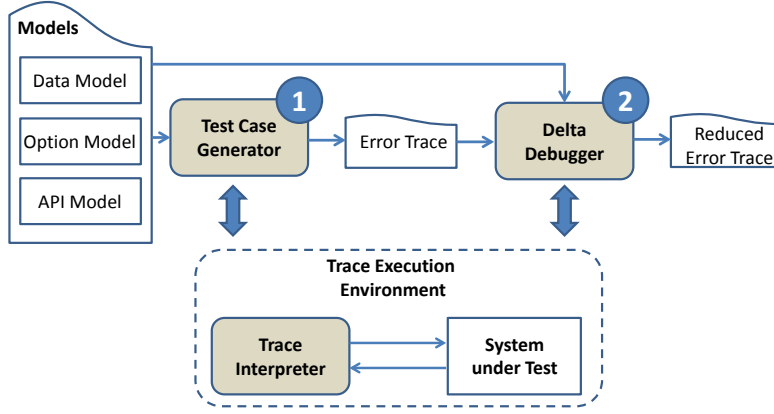 Models
Data Model
Option Model
API Model
1
Test Case
Generator
Error Trace
2
Delta
Debugger
Reduced
Error Trace
Trace Execution
Environment
Trace
Interpreter
System
under Test